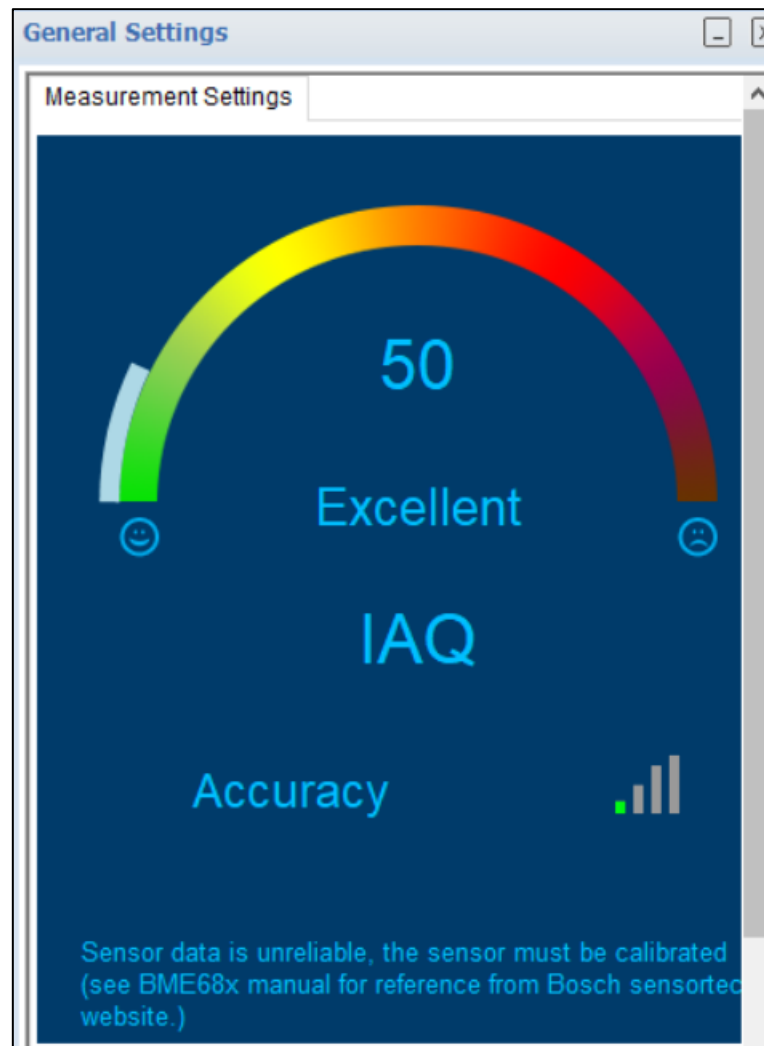 General Settings
Measurement Settings
50
Excellent
IAQ
Accuracy
Sensor data is unreliable, the sensor must be calibrated
(see BME68x manual for reference from Bosch sensortec
website.)